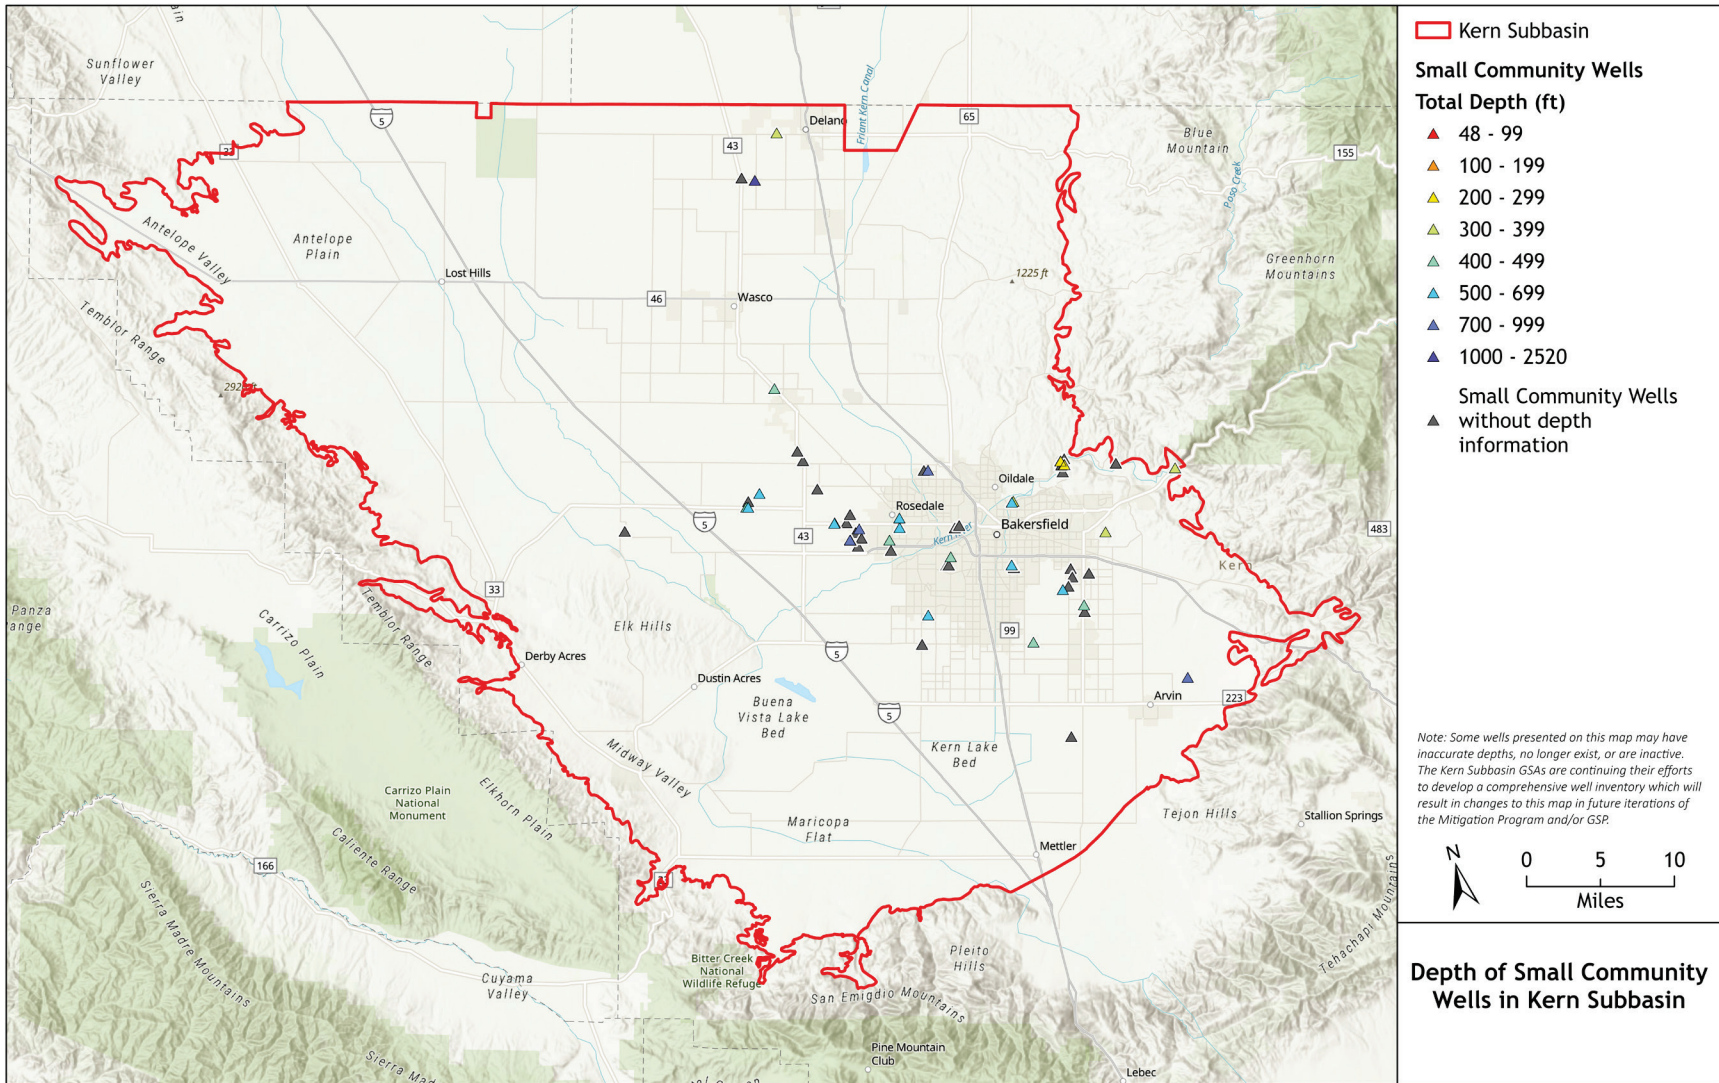 Sunflower
Valley
5
33
43
Delano
Friant Kern Canal
65
Blue
Mountain
155
Poso Creek
Antelope Valley
Antelope
Plain
Lost Hills
46
Wasco
1225 ft
Greenhorn
Mountains
Temblor Range
Oildale
Rosedale
Bakersfield
Kern River
5
43
483
Kern
33
Temblor Range
Carrizo Plain
Elk Hills
99
5
Derby Acres
Dustin Acres
Buena
Vista Lake
Bed
5
Arvin
223
Kern Lake
Bed
Midway Valley
Carrizo Plain
National
Monument
Elkhorn Plain
Maricopa
Flat
Tejon Hills
Stallion Springs
Mettler
Caliente Range
166
33
Sierra Madre Mountains
Cuyama
Valley
Bitter Creek
National
Wildlife Refuge
Pleito
Hills
San Emigdio Mountains
Tehachapi Mountains
Pine Mountain
Club
Lebec
Kern Subbasin
Small Community Wells
Total Depth (ft)
48 - 99
100 - 199
200 - 299
300 - 399
400 - 499
500 - 699
700 - 999
1000 - 2520
Small Community Wells
without depth
information
Note: Some wells presented on this map may have
inaccurate depths, no longer exist, or are inactive.
The Kern Subbasin GSAs are continuing their efforts
to develop a comprehensive well inventory which will
result in changes to this map in future iterations of
the Mitigation Program and/or GSP.
N
0 5 10
Miles
Depth of Small Community
Wells in Kern Subbasin